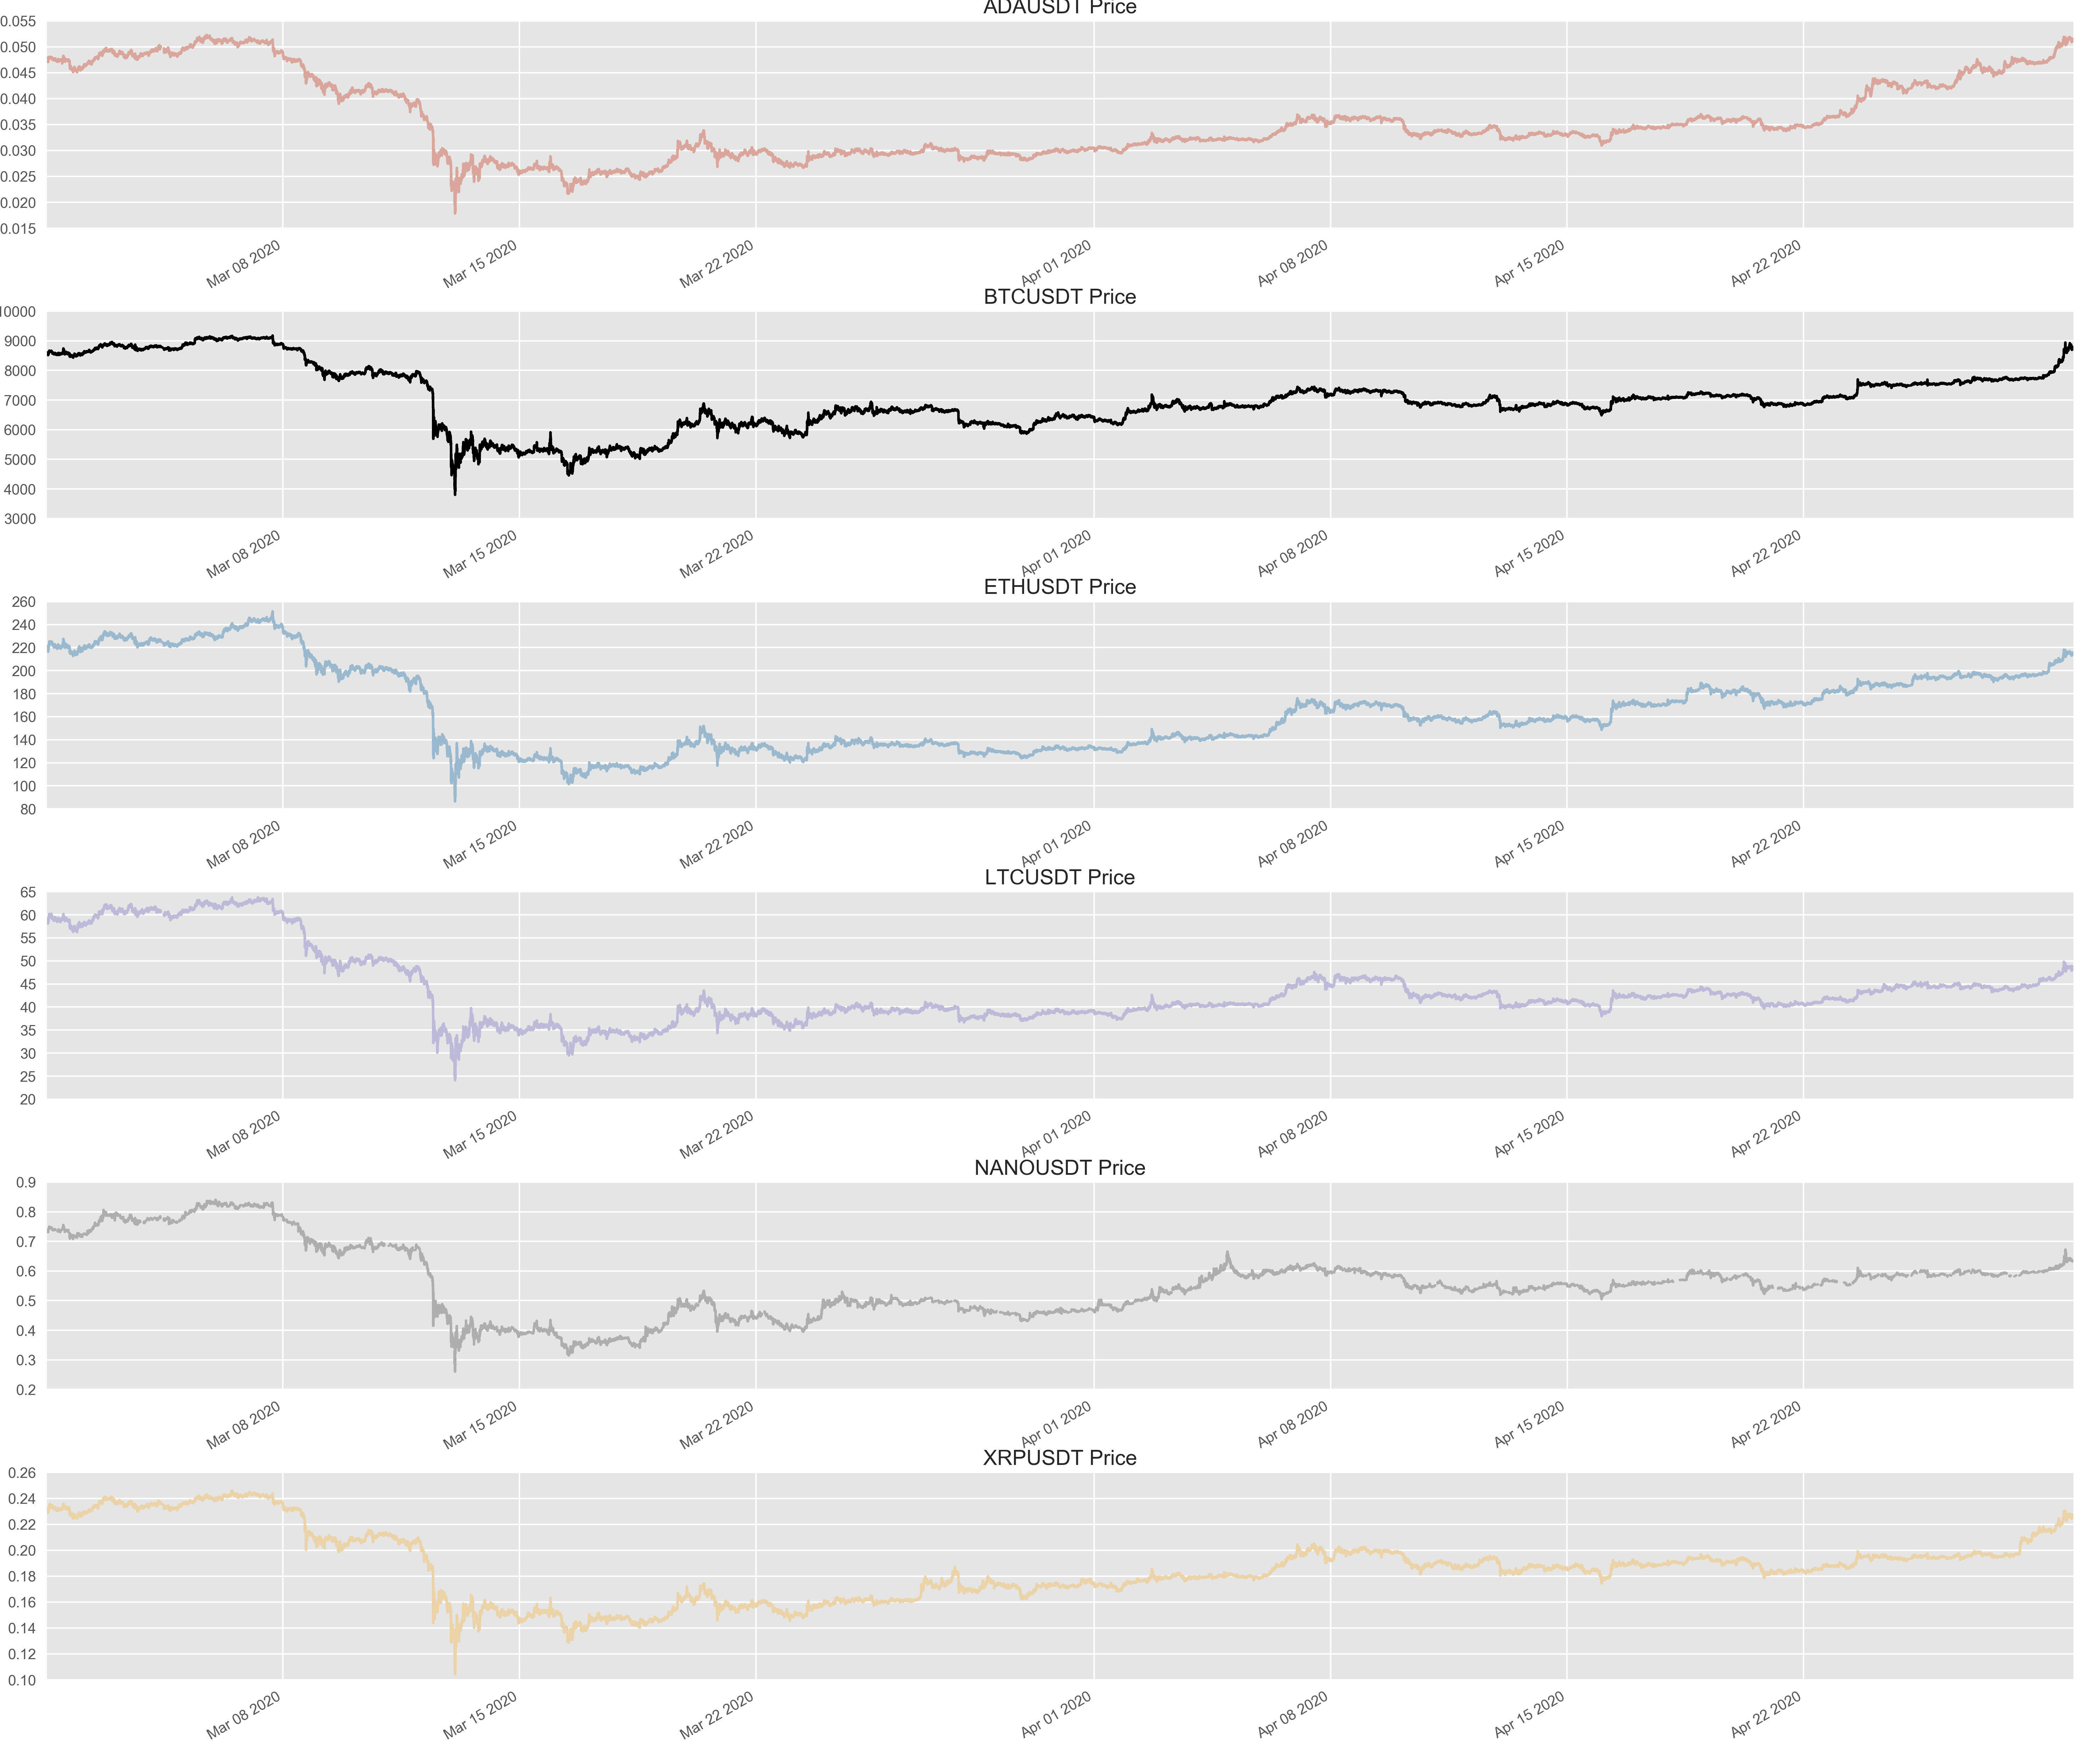 ADAUSDT Price
0.055
0.050
0.045
0.040
0.035
0.030
0.025
0.020
0.015
Mar 08 2020
Mar 15 2020
Mar 22 2020
Apr 01 2020
Apr 08 2020
Apr 15 2020
Apr 22 2020
BTCUSDT Price
10000
9000
8000
7000
6000
5000
4000
3000
Mar 08 2020
Mar 15 2020
Mar 22 2020
Apr 01 2020
Apr 08 2020
Apr 15 2020
Apr 22 2020
ETHUSDT Price
260
240
220
200
180
160
140
120
100
80
Mar 08 2020
Mar 15 2020
Mar 22 2020
Apr 01 2020
Apr 08 2020
Apr 15 2020
Apr 22 2020
LTCUSDT Price
65
60
55
50
45
40
35
30
25
20
Mar 08 2020
Mar 15 2020
Mar 22 2020
Apr 01 2020
Apr 08 2020
Apr 15 2020
Apr 22 2020
NANOUSDT Price
0.9
0.8
0.7
0.6
0.5
0.4
0.3
0.2
Mar 08 2020
Mar 15 2020
Mar 22 2020
Apr 01 2020
Apr 08 2020
Apr 15 2020
Apr 22 2020
XRPUSDT Price
0.26
0.24
0.22
0.20
0.18
0.16
0.14
0.12
0.10
Mar 08 2020
Mar 15 2020
Mar 22 2020
Apr 01 2020
Apr 08 2020
Apr 15 2020
Apr 22 2020